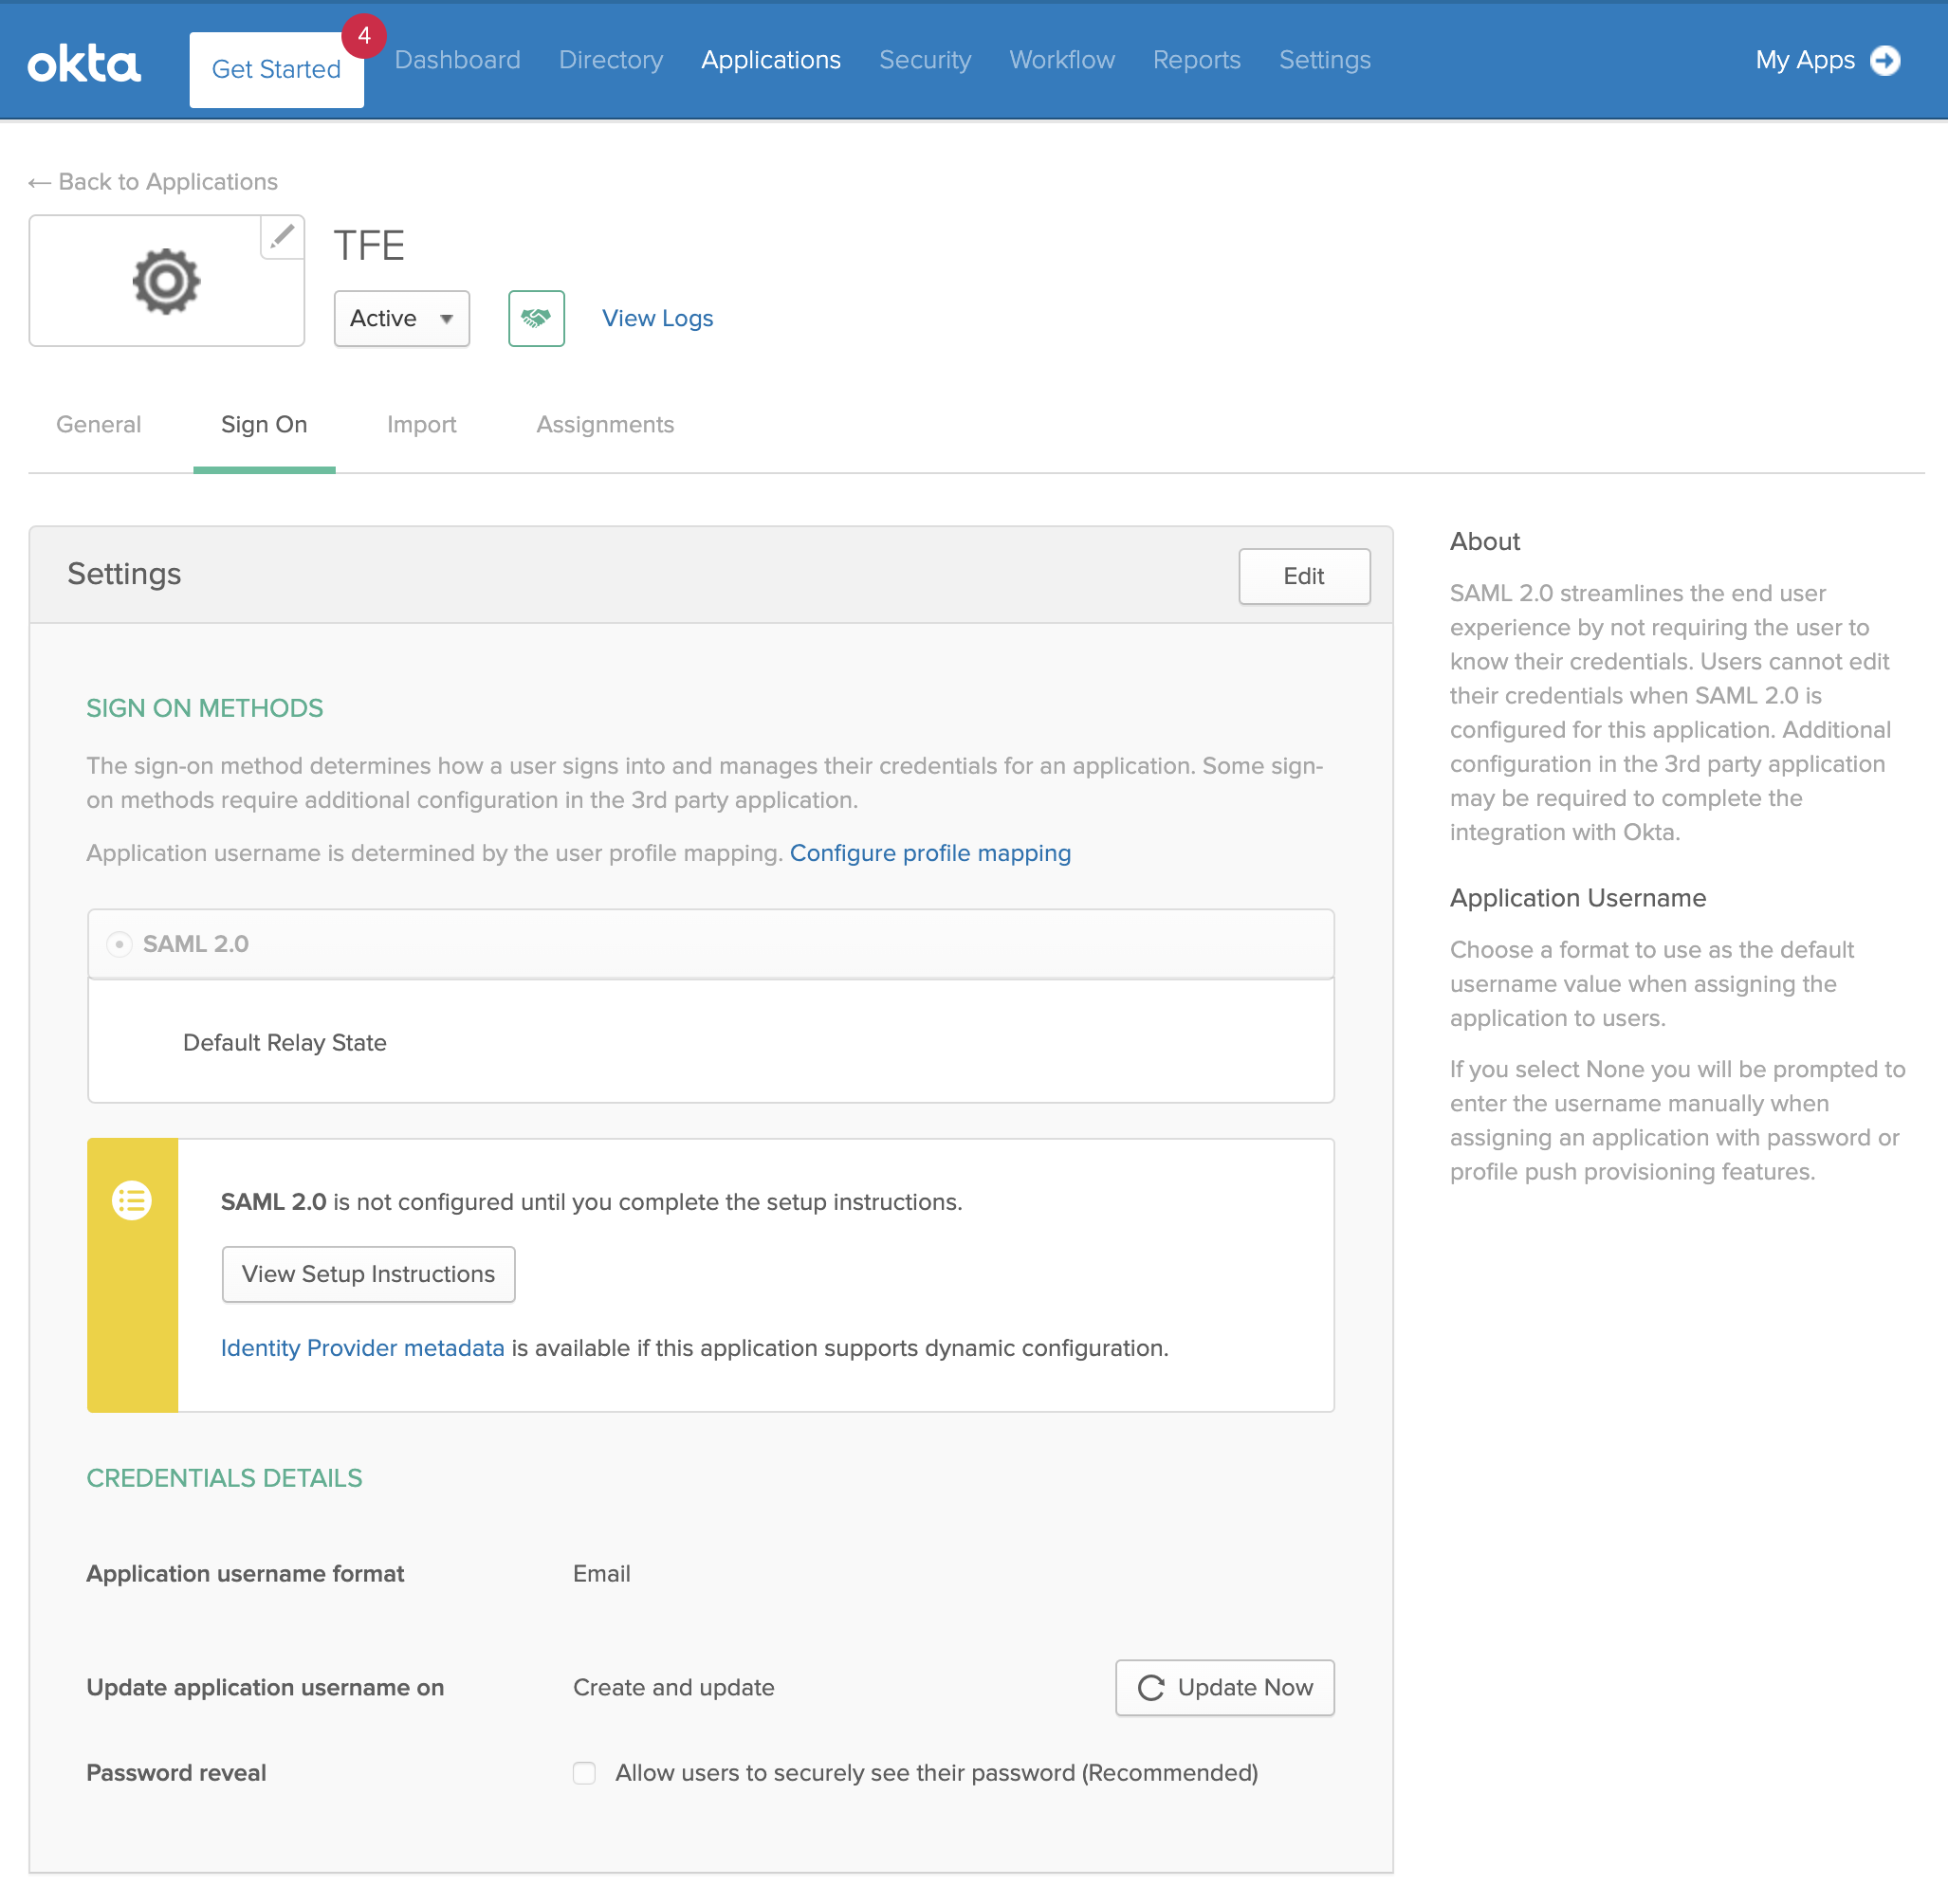 okta
Get Started
4
Dashboard
Directory
Applications
Security
Workflow
Reports
Settings
My Apps
← Back to Applications
TFE
Active
View Logs
General
Sign On
Import
Assignments
Settings
Edit
SIGN ON METHODS
The sign-on method determines how a user signs into and manages their credentials for an application. Some sign-
on methods require additional configuration in the 3rd party application.
Application username is determined by the user profile mapping. Configure profile mapping
SAML 2.0
Default Relay State
SAML 2.0 is not configured until you complete the setup instructions.
View Setup Instructions
Identity Provider metadata is available if this application supports dynamic configuration.
CREDENTIALS DETAILS
Application username format
Email
Update application username on
Create and update
Update Now
Password reveal
Allow users to securely see their password (Recommended)
About
SAML 2.0 streamlines the end user
experience by not requiring the user to
know their credentials. Users cannot edit
their credentials when SAML 2.0 is
configured for this application. Additional
configuration in the 3rd party application
may be required to complete the
integration with Okta.
Application Username
Choose a format to use as the default
username value when assigning the
application to users.
If you select None you will be prompted to
enter the username manually when
assigning an application with password or
profile push provisioning features.